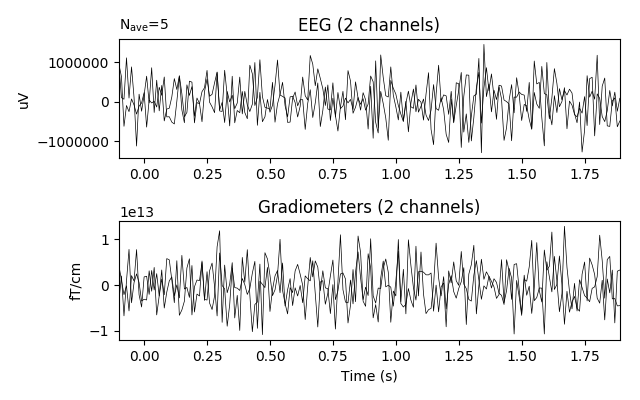 N_ave=5
EEG (2 channels)
uV
1000000
0
−1000000
0.00 0.25 0.50 0.75 1.00 1.25 1.50 1.75
1e13
Gradiometers (2 channels)
fT/cm
1
0
−1
0.00 0.25 0.50 0.75 1.00 1.25 1.50 1.75
Time (s)